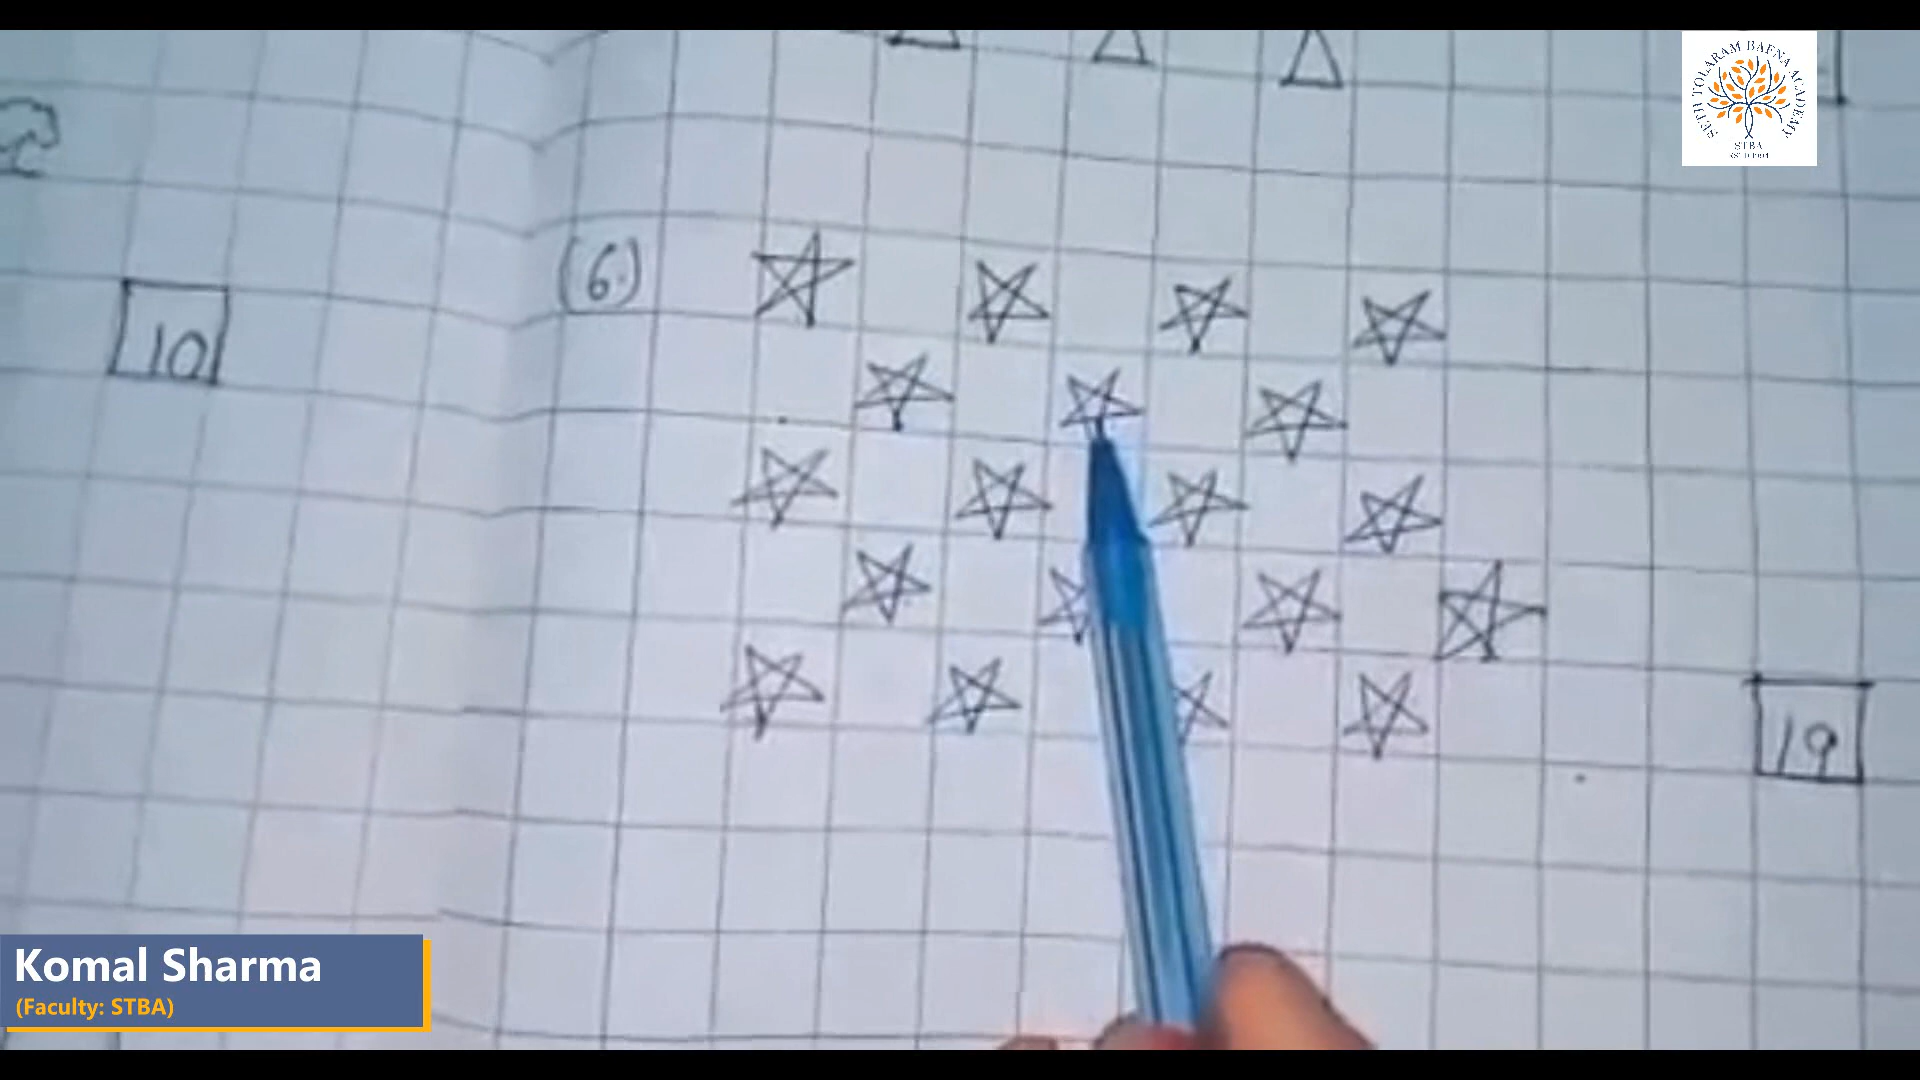 SETH TOLARAM BAFNA ACADEMY
STBA
(6.)
10
19
Komal Sharma
(Faculty: STBA)